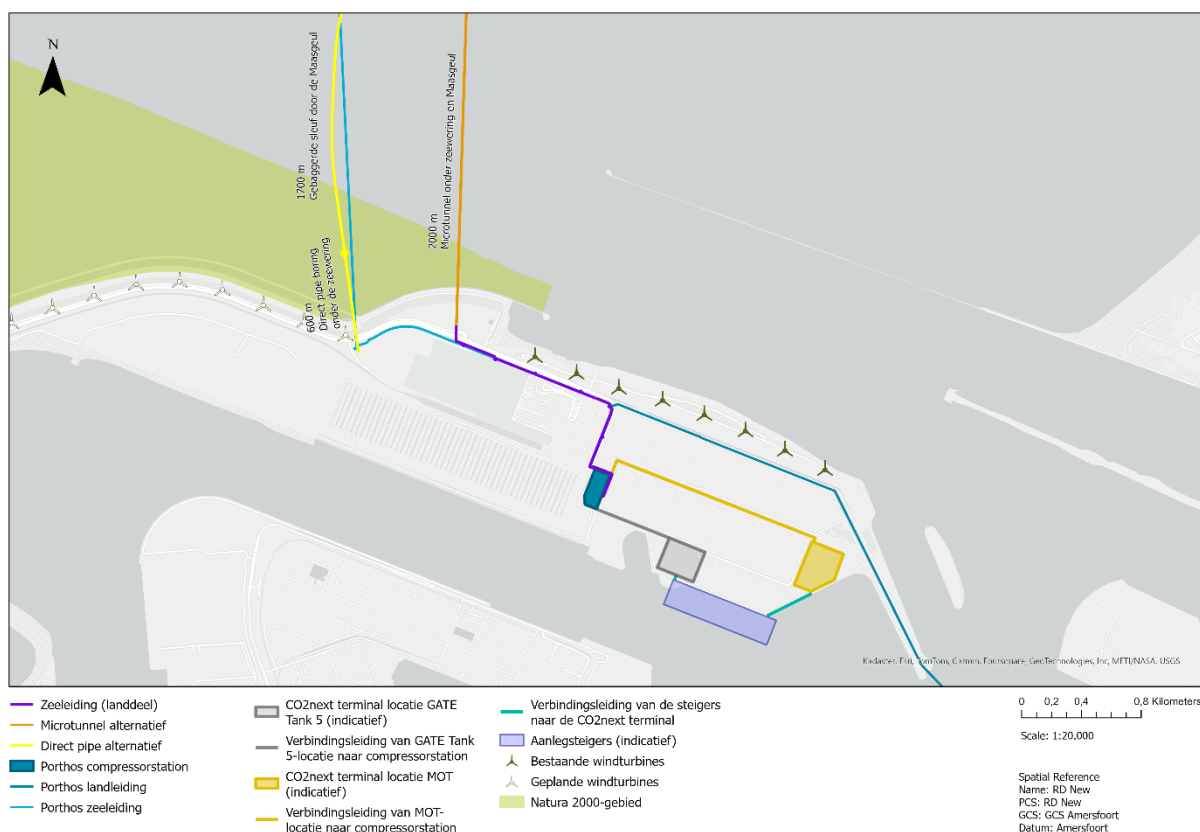 N
1700 m
Gebaggerde sleuf door de Maasgeul
2000 m
Microtunnel onder zeewering en Maasgeul
600 m
Direct pipe boring
onder de zeewering
Kadaster, Esri, TomTom, Garmin, Foursquare, GeoTechnologies, Inc, METI/NASA, USGS
Zeeleiding (landdeel)
Microtunnel alternatief
Direct pipe alternatief
Porthos compressorstation
Porthos landleiding
Porthos zeeleiding
CO2next terminal locatie GATE
Tank 5 (indicatief)
Verbindingsleiding van GATE Tank
5-locatie naar compressorstation
CO2next terminal locatie MOT
(indicatief)
Verbindingsleiding van MOT-
locatie naar compressorstation
Verbindingsleiding van de steigers
naar de CO2next terminal
Aanlegsteigers (indicatief)
Bestaande windturbines
Geplande windturbines
Natura 2000-gebied
0 0,2 0,4 0,8 Kilometers
Scale: 1:20.000
Spatial Reference
Name: RD New
PCS: RD New
GCS: GCS Amersfoort
Datum: Amersfoort